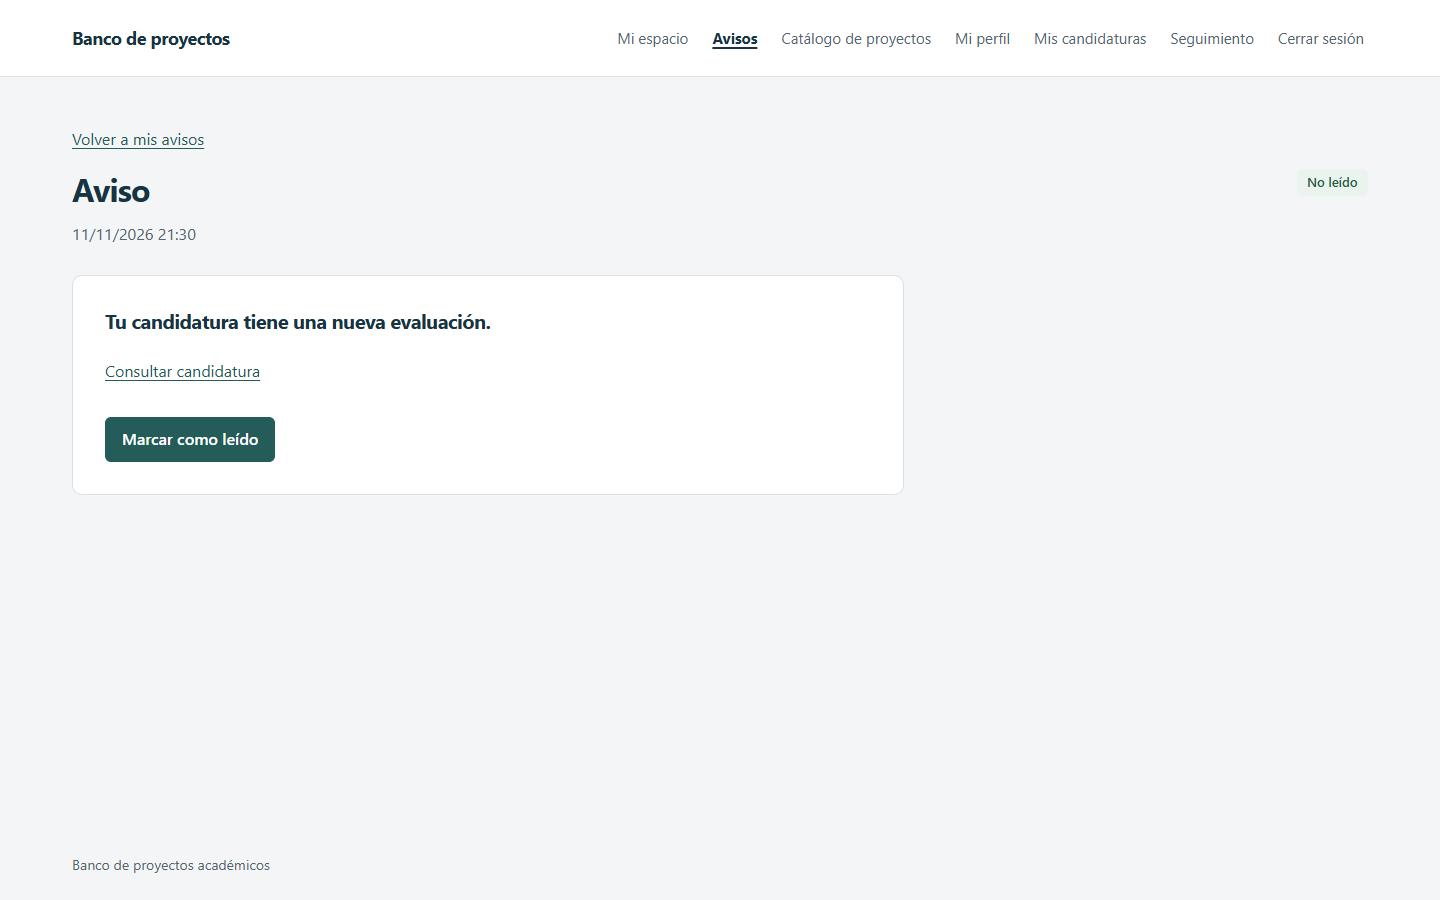 Banco de proyectos
Mi espacio Avisos Catálogo de proyectos Mi perfil Mis candidaturas Seguimiento Cerrar sesión
Volver a mis avisos
Aviso
No leído
11/11/2026 21:30
Tu candidatura tiene una nueva evaluación.
Consultar candidatura
Marcar como leído
Banco de proyectos académicos